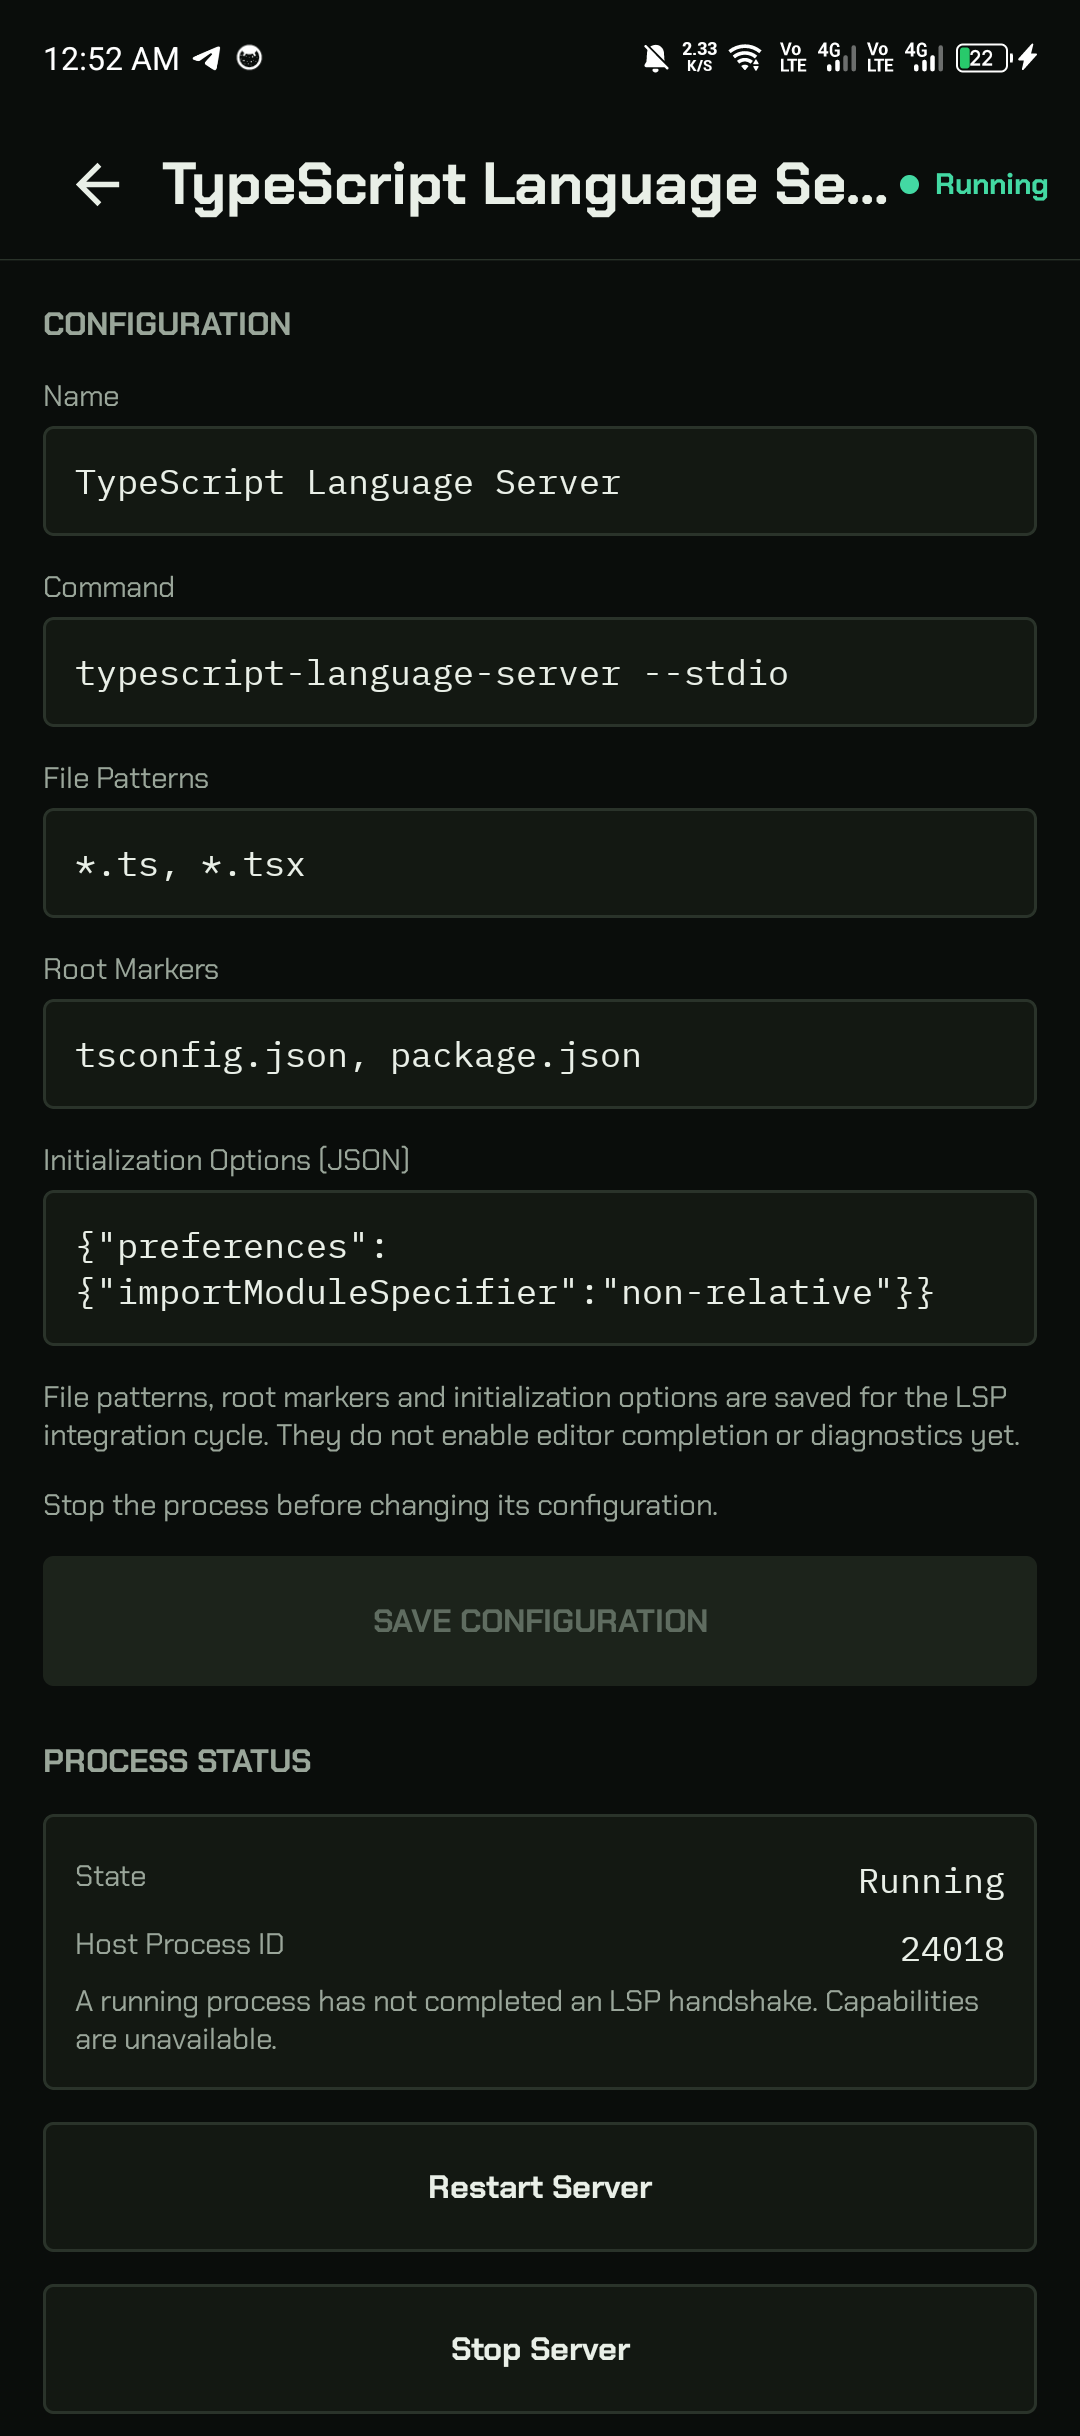 12:52 AM
2.33 K/S
Vo LTE 4G Vo LTE 4G 22
TypeScript Language Se... Running
CONFIGURATION
Name
TypeScript Language Server
Command
typescript-language-server --stdio
File Patterns
*.ts, *.tsx
Root Markers
tsconfig.json, package.json
Initialization Options (JSON)
{"preferences":
{"importModuleSpecifier":"non-relative"}}
File patterns, root markers and initialization options are saved for the LSP
integration cycle. They do not enable editor completion or diagnostics yet.
Stop the process before changing its configuration.
SAVE CONFIGURATION
PROCESS STATUS
State Running
Host Process ID 24018
A running process has not completed an LSP handshake. Capabilities
are unavailable.
Restart Server
Stop Server